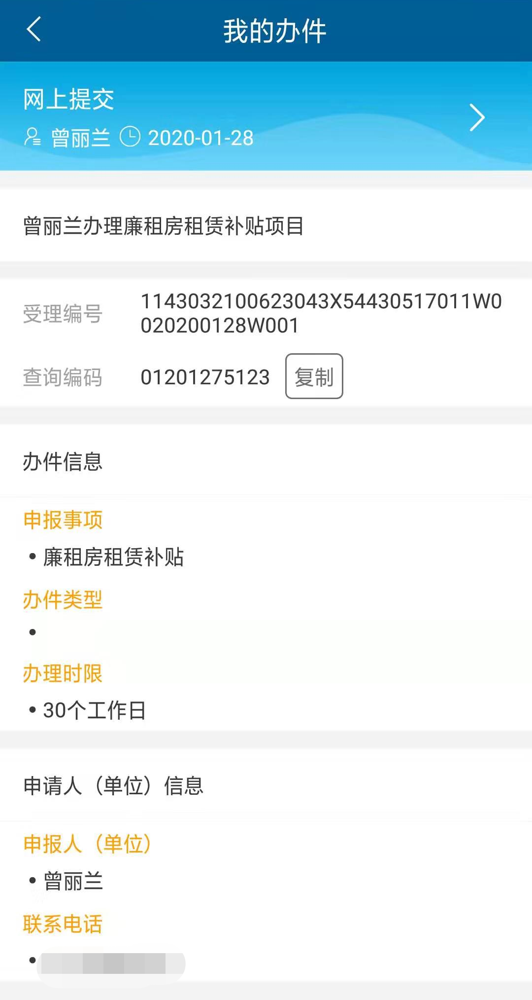 我的办件
网上提交
曾丽兰 2020-01-28
曾丽兰办理廉租房租赁补贴项目
受理编号 1143032100623043X54430517011W0
020200128W001
查询编码 01201275123 复制
办件信息
申报事项
•廉租房租赁补贴
办件类型
•
办理时限
•30个工作日
申请人（单位）信息
申报人（单位）
•曾丽兰
联系电话
•